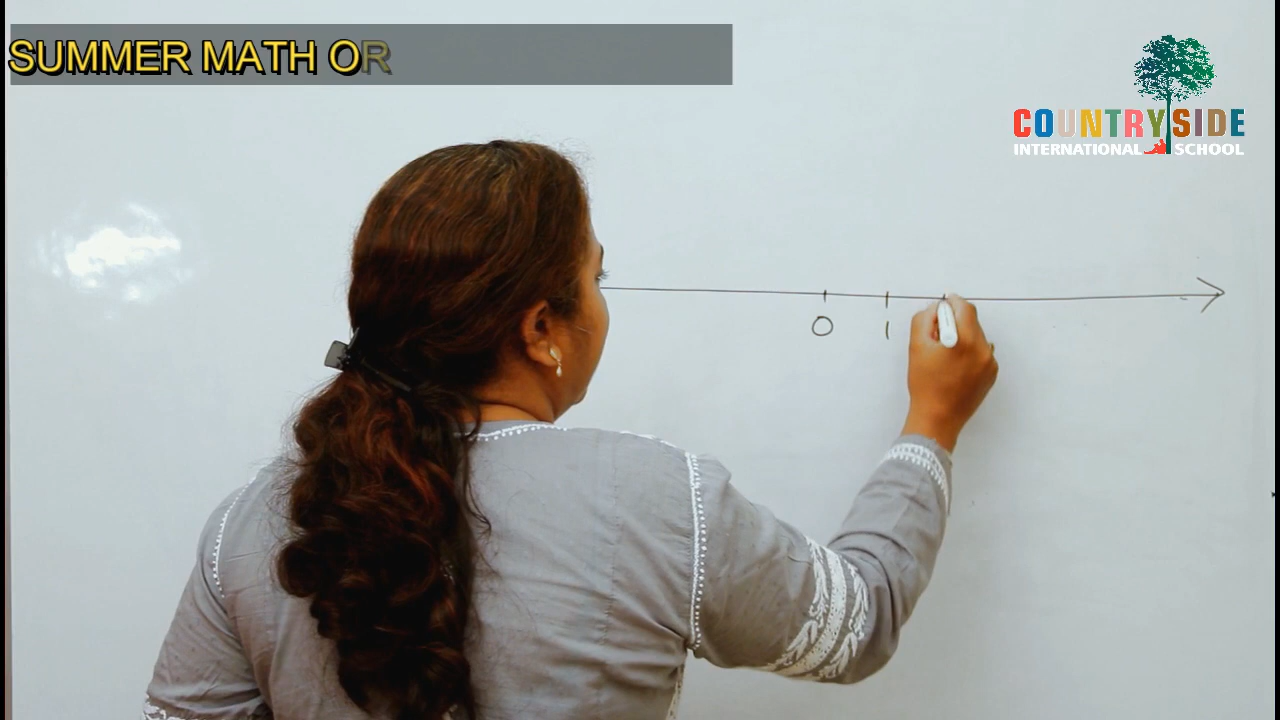 SUMMER MATH OR
COUNTRYSIDE
INTERNATIONAL SCHOOL
0 1